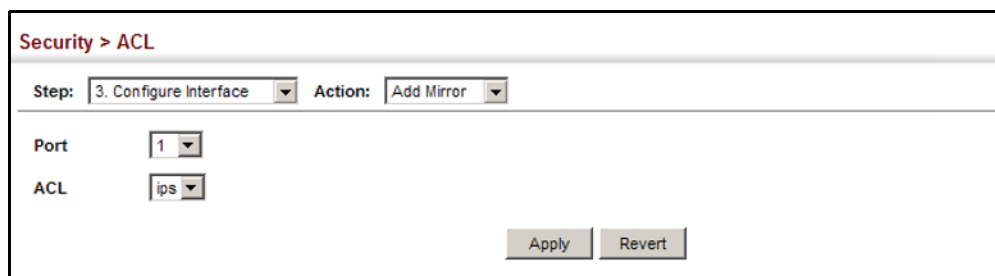 Security > ACL
Step: 3. Configure Interface Action: Add Mirror
Port 1
ACL ips
Apply Revert